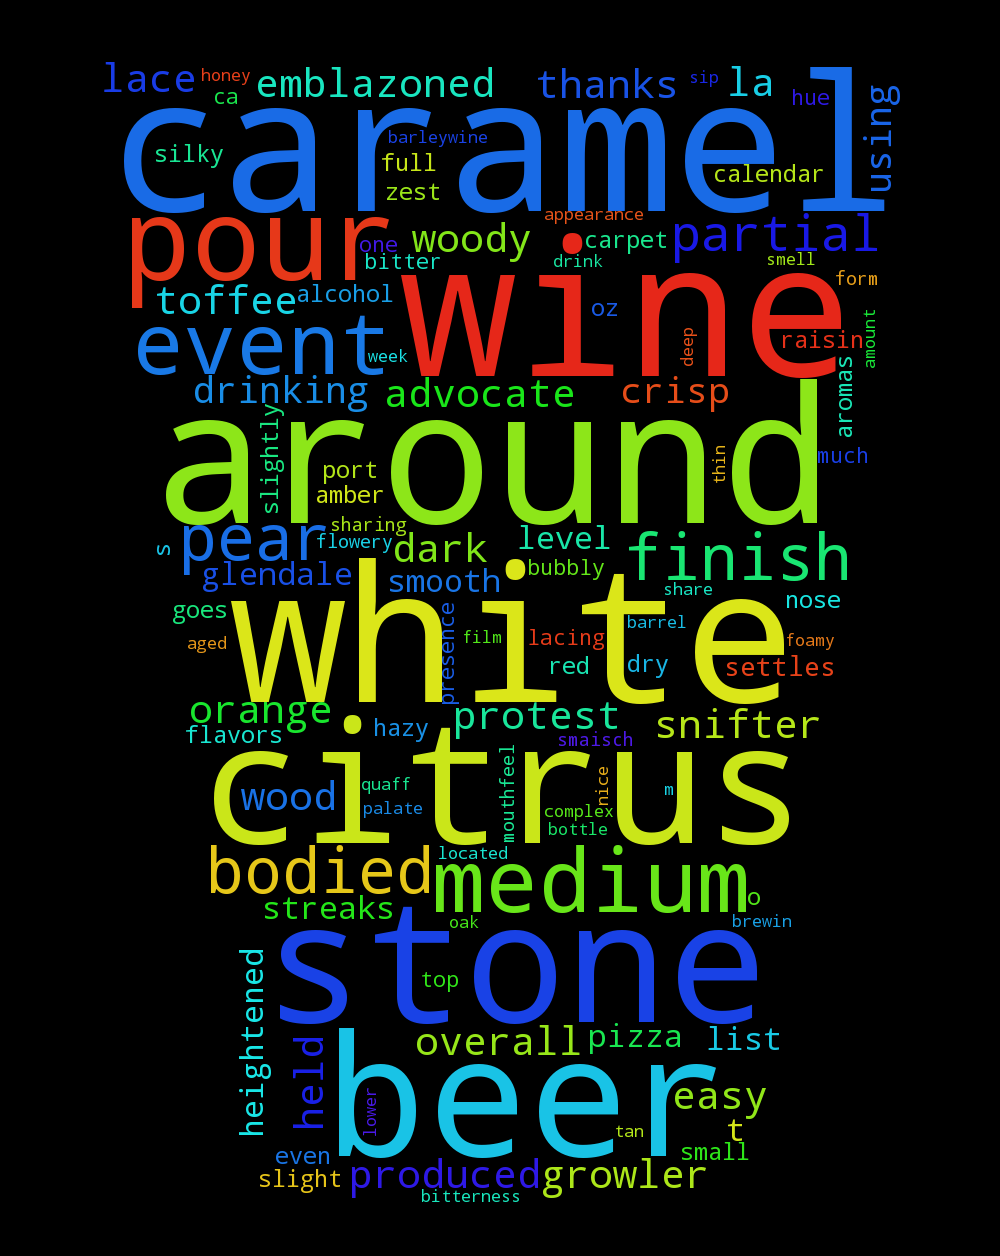 lace honey emblazoned thanks sip la hue using
ca
caramel
barleywine
silky full calendar
zest
pour one woody appearance carpet partial
bitter drink smell
wine
toffee alcohol oz form
event week deep raisin amount
drinking advocate crisp aromas
around
slightly port thin much
amber
sharing
s pear flowery dark level finish
glendale smooth bubbly
share
white
goes nose
presence barrel
aged film lacing foamy
red dry settles
orange protest snifter
flavors hazy smaisch
citrus
wood quaff mouthfeel nice m
palate complex
bottle
bodied located medium
streaks oak o
brewin
stone
heightened top
held overall pizza list
beer
lower easy
tan t
even small
slight produced growler
bitterness